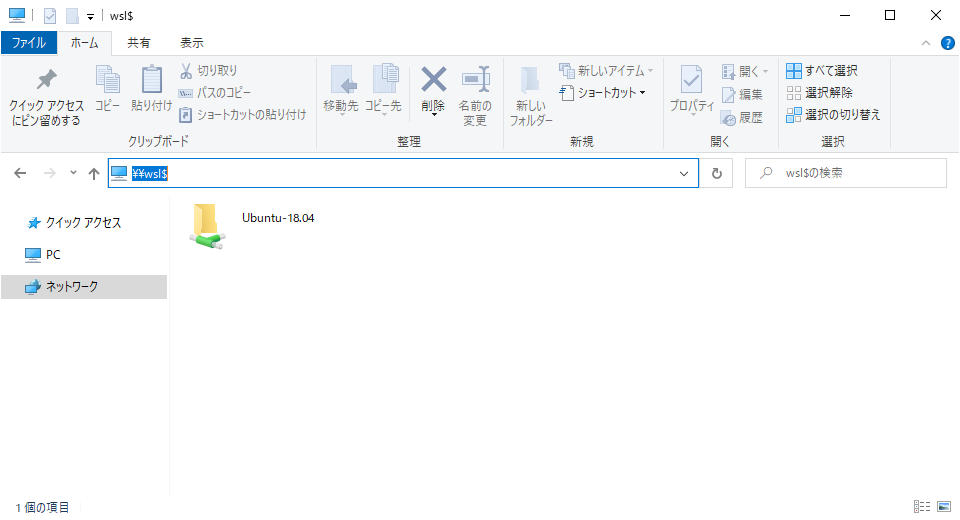 wsl$
ファイル ホーム 共有 表示
クイック アクセス
にピン留めする
コピー
貼り付け
切り取り
パスのコピー
ショートカットの貼り付け
クリップボード
移動先
コピー先
削除
名前の
変更
整理
新しい
フォルダー
新しいアイテム
ショートカット
新規
プロパティ
開く
編集
履歴
開く
すべて選択
選択解除
選択の切り替え
選択
¥¥wsl$
wsl$の検索
クイック アクセス
PC
ネットワーク
Ubuntu-18.04
1 個の項目